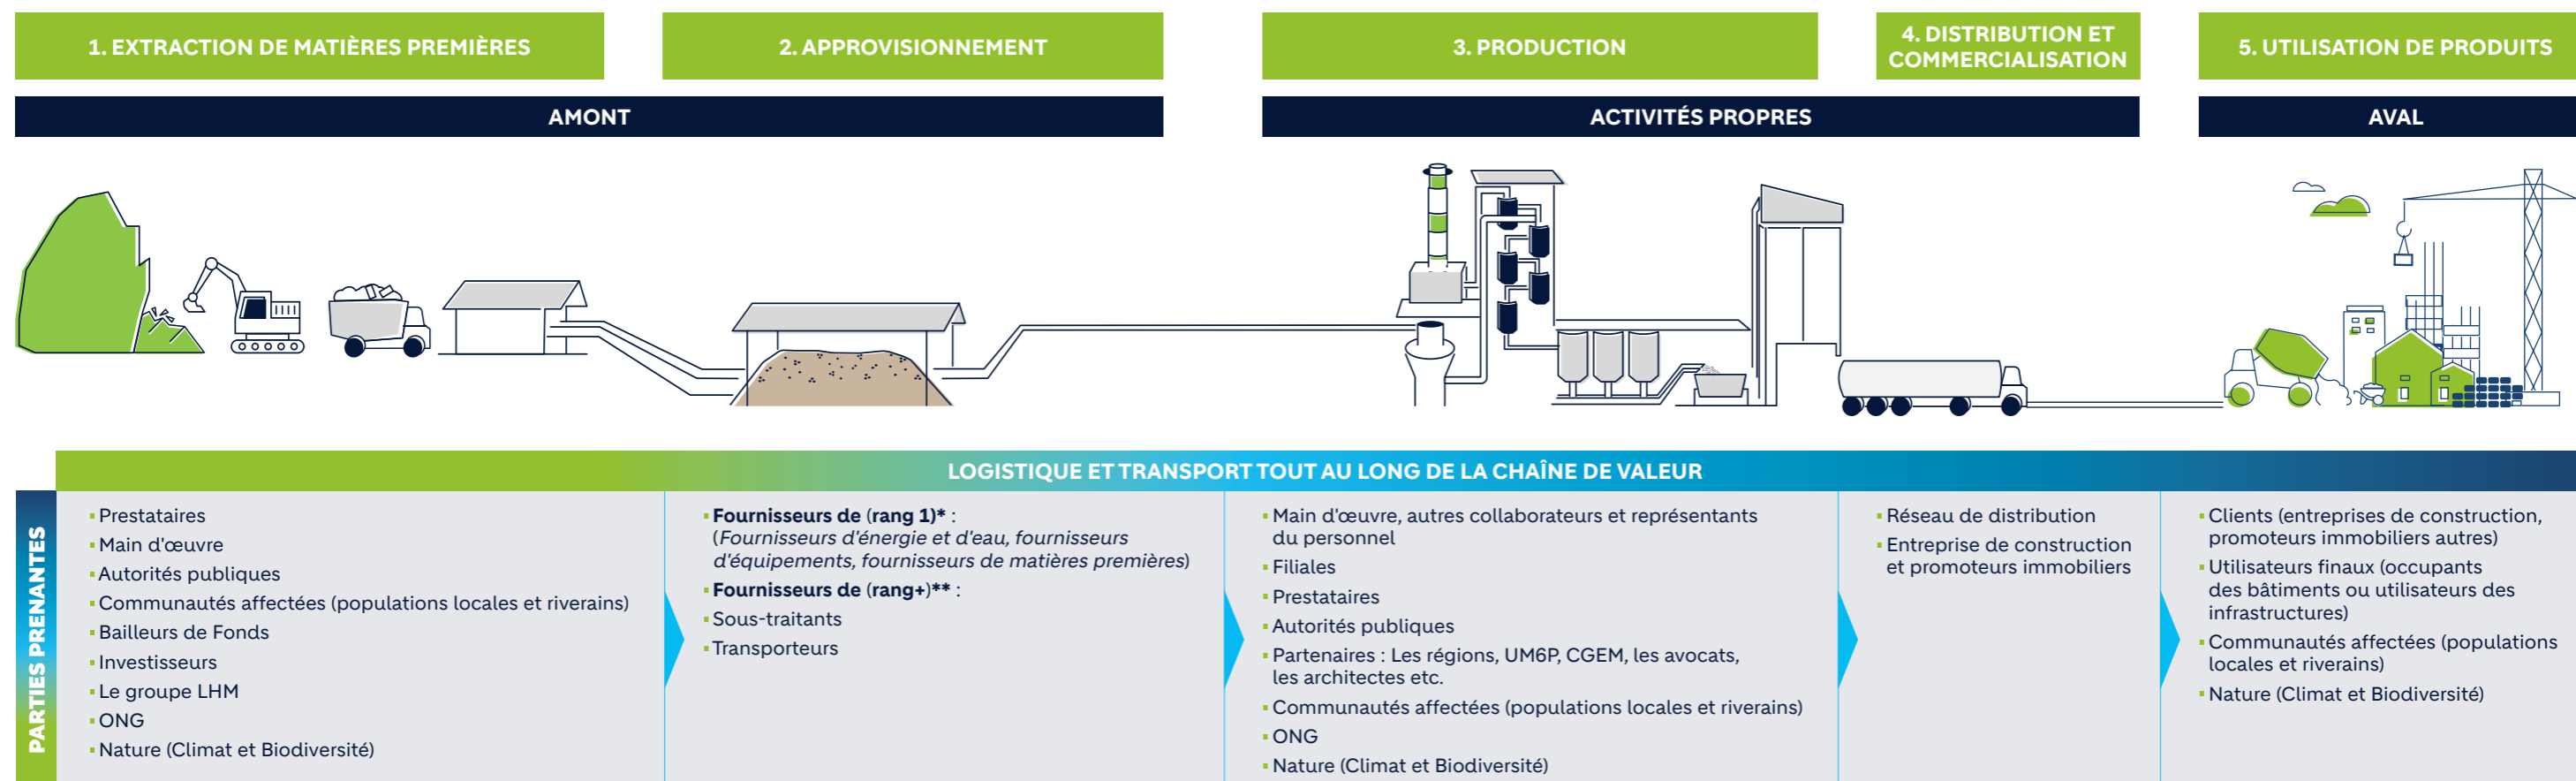 1. EXTRACTION DE MATIÈRES PREMIÈRES
2. APPROVISIONNEMENT
3. PRODUCTION
4. DISTRIBUTION ET
COMMERCIALISATION
5. UTILISATION DE PRODUITS
AMONT
ACTIVITÉS PROPRES
AVAL
LOGISTIQUE ET TRANSPORT TOUT AU LONG DE LA CHAÎNE DE VALEUR
PARTIES PRENANTES
▪ Prestataires
▪ Main d'œuvre
▪ Autorités publiques
▪ Communautés affectées (populations locales et riverains)
▪ Bailleurs de Fonds
▪ Investisseurs
▪ Le groupe LHM
▪ ONG
▪ Nature (Climat et Biodiversité)
▪ Fournisseurs de (rang 1)* :
(Fournisseurs d'énergie et d'eau, fournisseurs
d'équipements, fournisseurs de matières premières)
▪ Fournisseurs de (rang+)** :
▪ Sous-traitants
▪ Transporteurs
▪ Main d'œuvre, autres collaborateurs et représentants
du personnel
▪ Filiales
▪ Prestataires
▪ Autorités publiques
▪ Partenaires : Les régions, UM6P, CGEM, les avocats,
les architectes etc.
▪ Communautés affectées (populations locales et riverains)
▪ ONG
▪ Nature (Climat et Biodiversité)
▪ Réseau de distribution
▪ Entreprise de construction
et promoteurs immobiliers
▪ Clients (entreprises de construction,
promoteurs immobiliers autres)
▪ Utilisateurs finaux (occupants
des bâtiments ou utilisateurs des
infrastructures)
▪ Communautés affectées (populations
locales et riverains)
▪ Nature (Climat et Biodiversité)